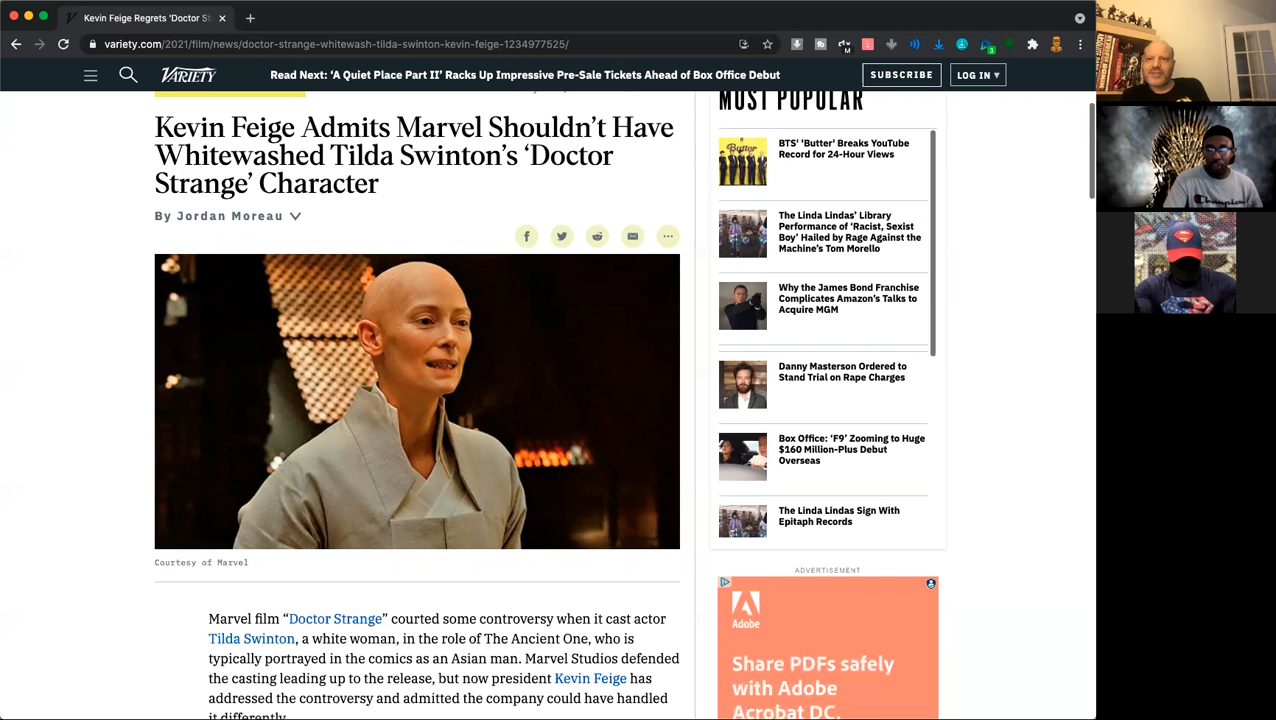 Kevin Feige Regrets 'Doctor St
variety.com/2021/film/news/doctor-strange-whitewash-tilda-swinton-kevin-feige-1234977525/
VARIETY
Read Next: ‘A Quiet Place Part II’ Racks Up Impressive Pre-Sale Tickets Ahead of Box Office Debut
SUBSCRIBE
LOG IN ▾
Kevin Feige Admits Marvel Shouldn’t Have
Whitewashed Tilda Swinton’s ‘Doctor
Strange’ Character
By Jordan Moreau
Courtesy of Marvel
Marvel film “Doctor Strange” courted some controversy when it cast actor
Tilda Swinton, a white woman, in the role of The Ancient One, who is
typically portrayed in the comics as an Asian man. Marvel Studios defended
the casting leading up to the release, but now president Kevin Feige has
addressed the controversy and admitted the company could have handled
it differently.
MOST POPULAR
Butter
BTS' 'Butter' Breaks YouTube
Record for 24-Hour Views
The Linda Lindas’ Library
Performance of ‘Racist, Sexist
Boy’ Hailed by Rage Against the
Machine’s Tom Morello
Why the James Bond Franchise
Complicates Amazon’s Talks to
Acquire MGM
Danny Masterson Ordered to
Stand Trial on Rape Charges
Box Office: ‘F9’ Zooming to Huge
$160 Million-Plus Debut
Overseas
The Linda Lindas Sign With
Epitaph Records
ADVERTISEMENT
Adobe
Share PDFs safely
with Adobe
Acrobat DC.
Champion